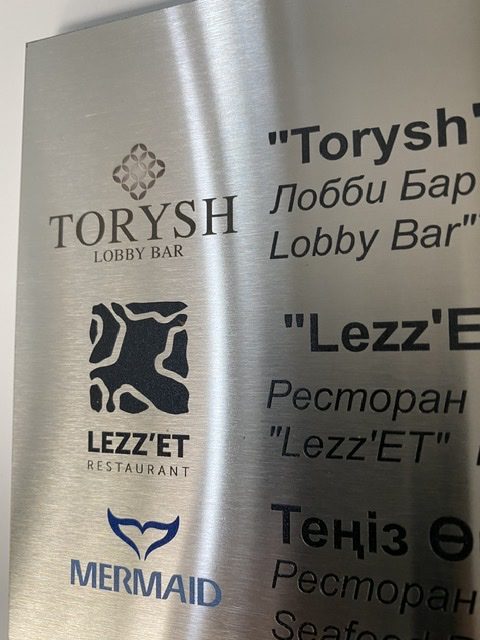 TORYSH
LOBBY BAR
"Torysh"
Лобби Бар
Lobby Bar"
LEZZ'ET
RESTAURANT
"Lezz'E
Ресторан
"Lezz'ET"
MERMAID
Теңіз
Ресторан